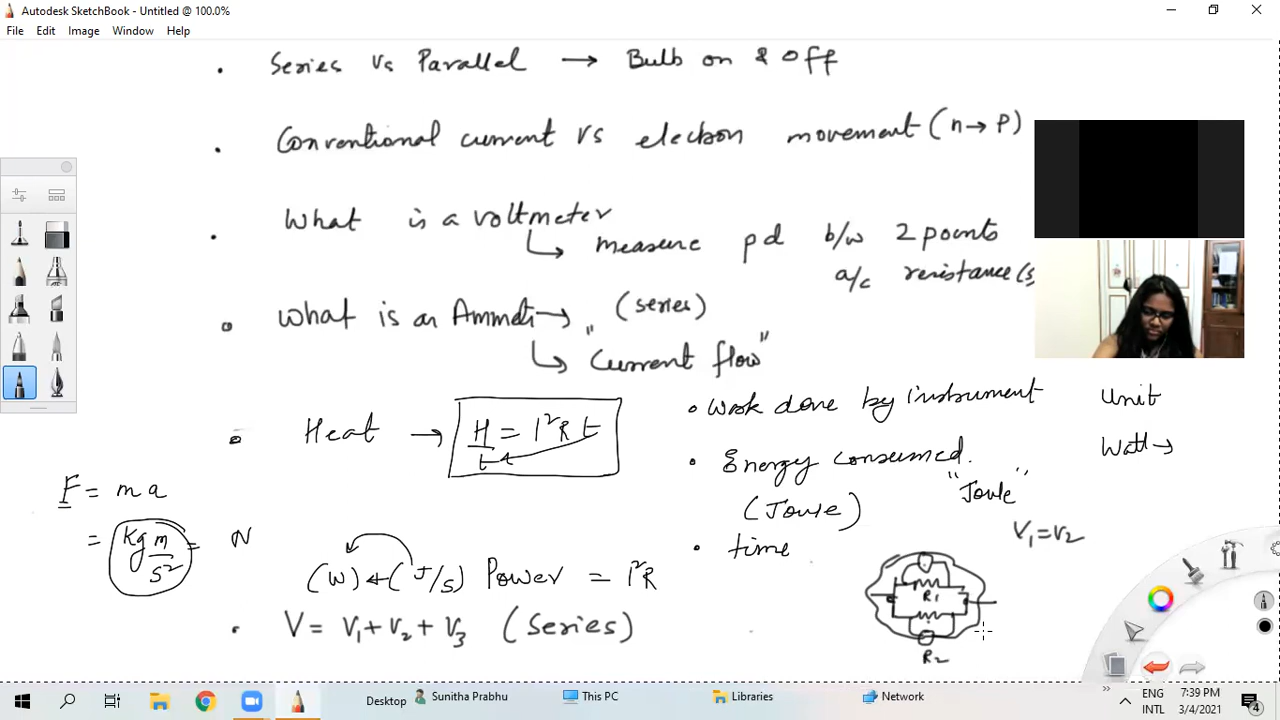 Autodesk SketchBook - Untitled @ 100.0%
File Edit Image Window Help
. Series Vs Parallel → Bulb on & Off
. Conventional current vs electron movement (n→P)
. What is a voltmeter
↳ measure pd b/w 2 points
a/c resistance(s
. What is an Ammeter → (series)
↳ "Current flow"
. Heat → H = I²R t
t
. Work done by instrument
Unit
. Energy consumed.
Watt →
(Joule)
"Joule"
. time
F = m a
= kg m/s² = N
(W) ← (J/s) Power = I²R
V₁ = V₂
. V = V₁ + V₂ + V₃ (Series)
R₁
R₂
Desktop
Sunitha Prabhu
This PC
Libraries
Network
ENG
INTL
7:39 PM
3/4/2021
4